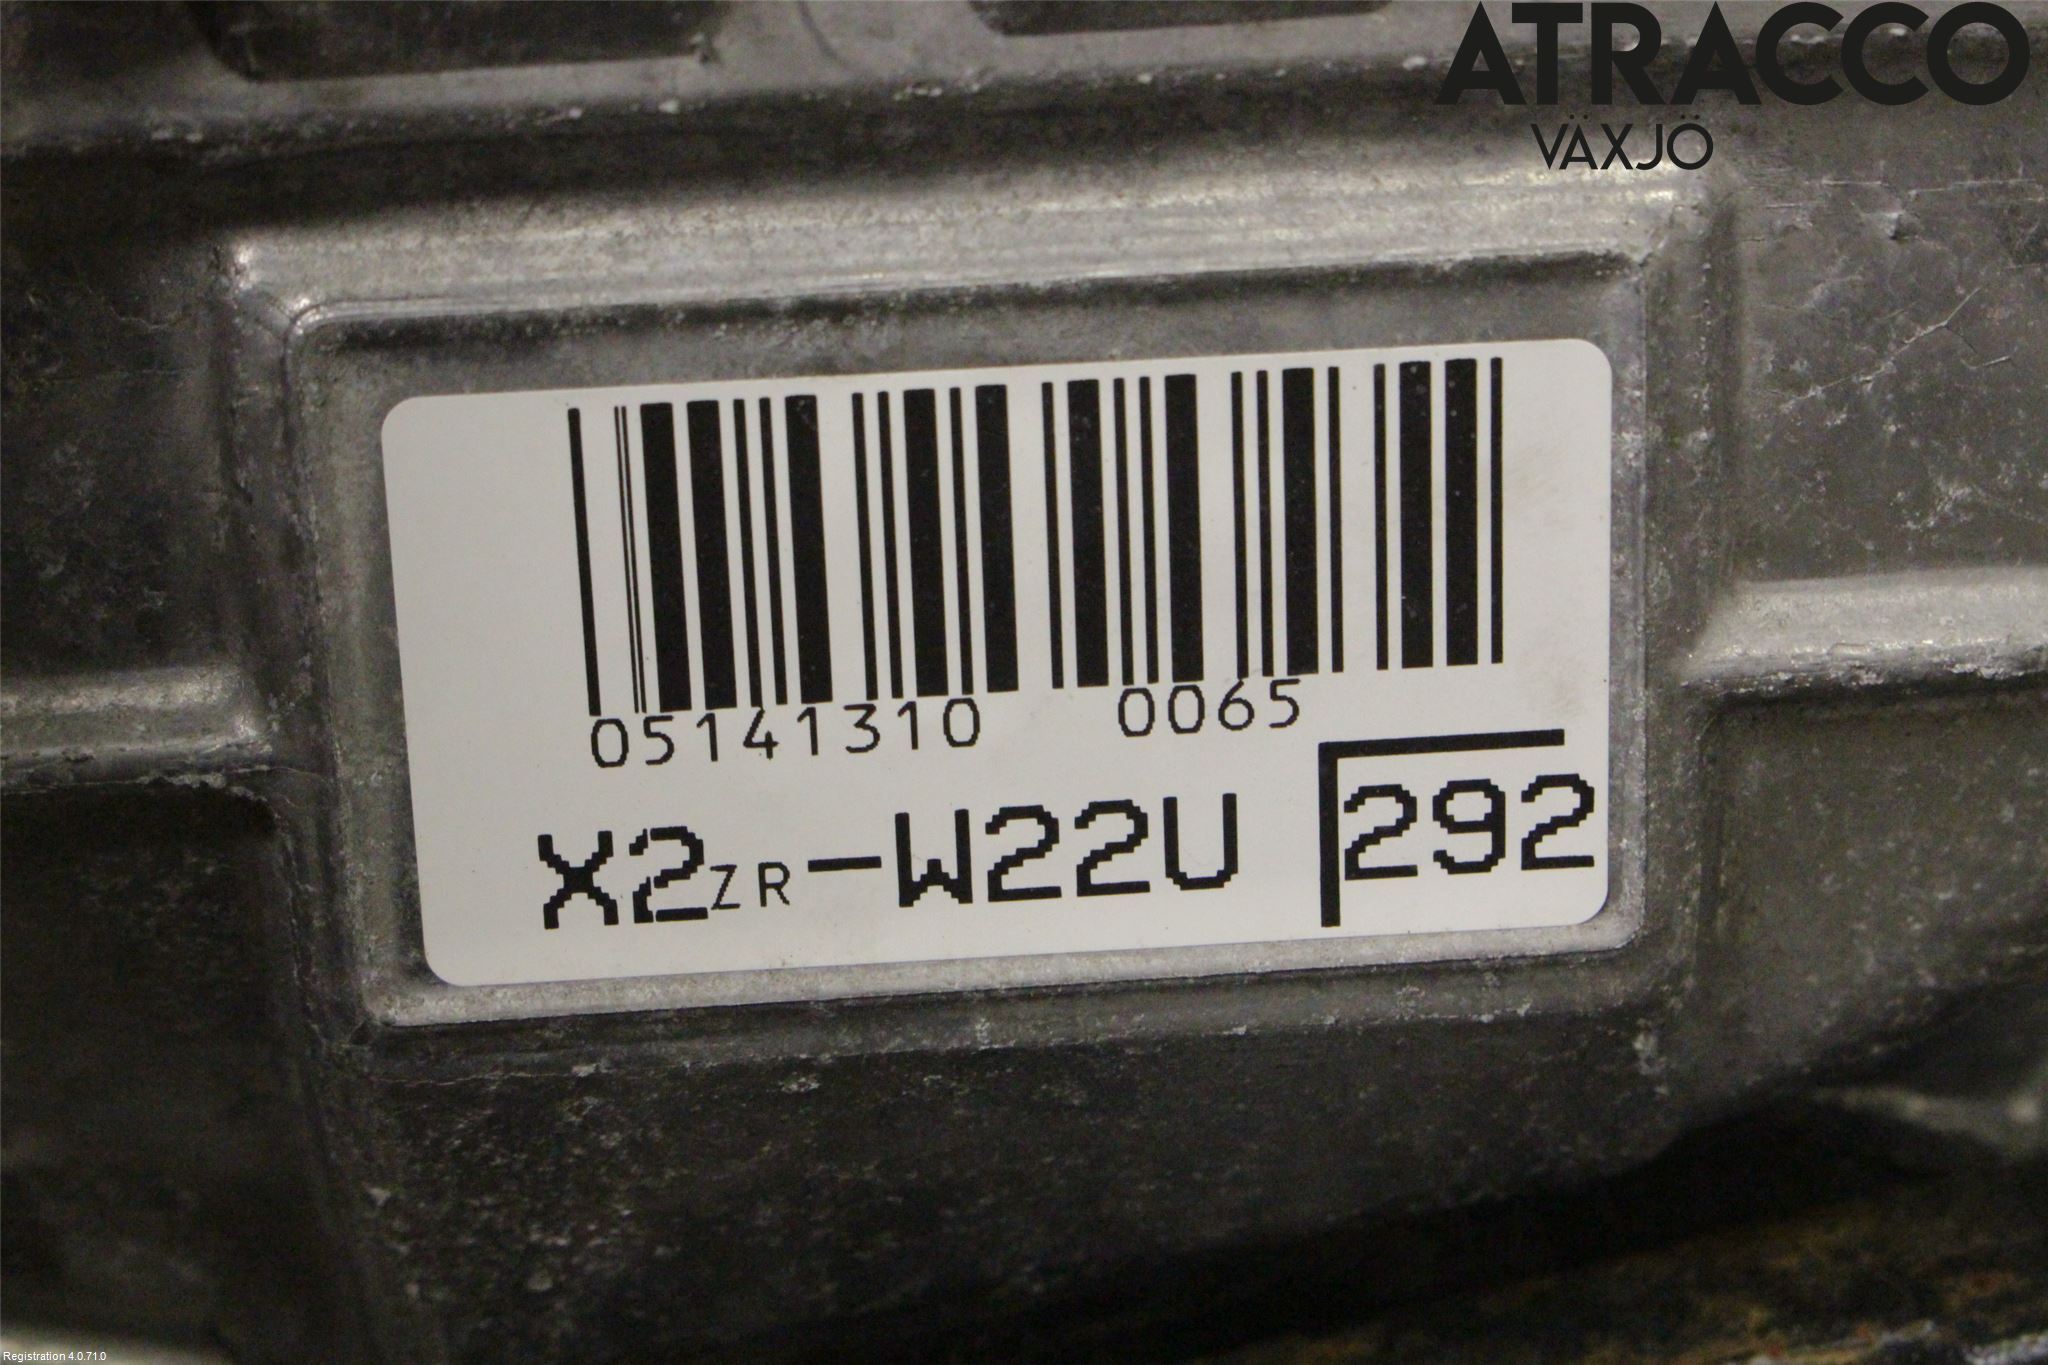 ATRACCO
VÄXJÖ
05141310 0065
X2ZR-W22U 292
Registration 4.0.71.0